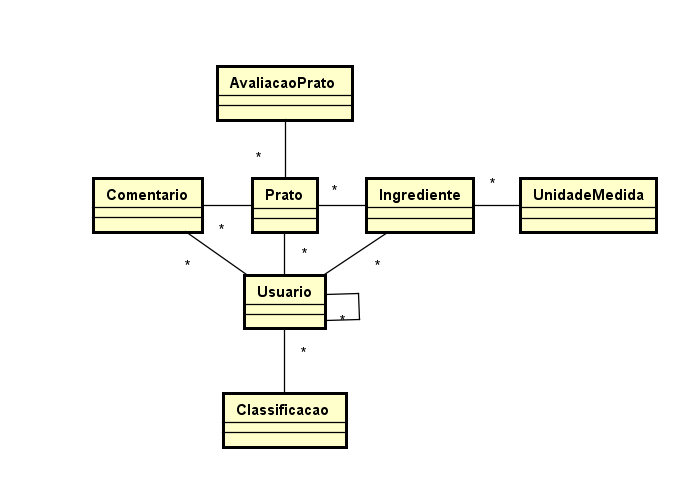 AvaliacaoPrato
*
Comentario
Prato
*
Ingrediente
*
UnidadeMedida
*
*
*
*
Usuario
*
*
Classificacao